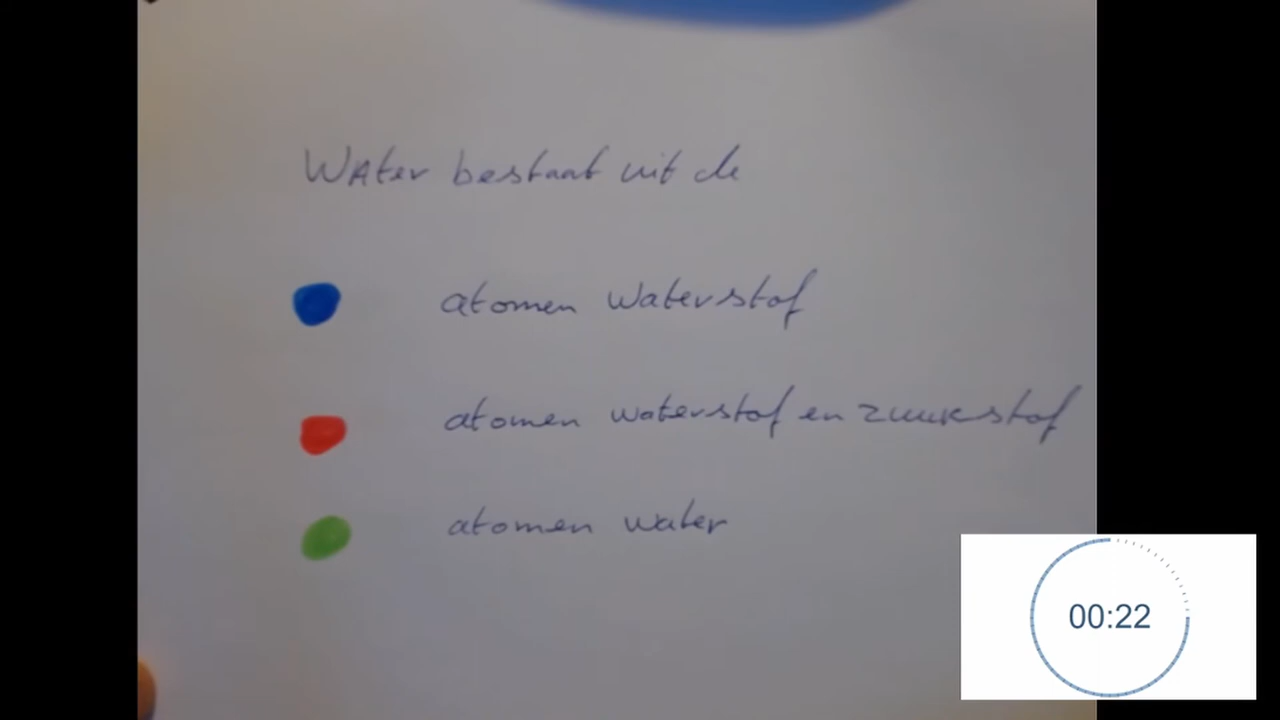 Water bestaat uit de
atomen waterstof
atomen waterstof en zuurstof
atomen water
00:22